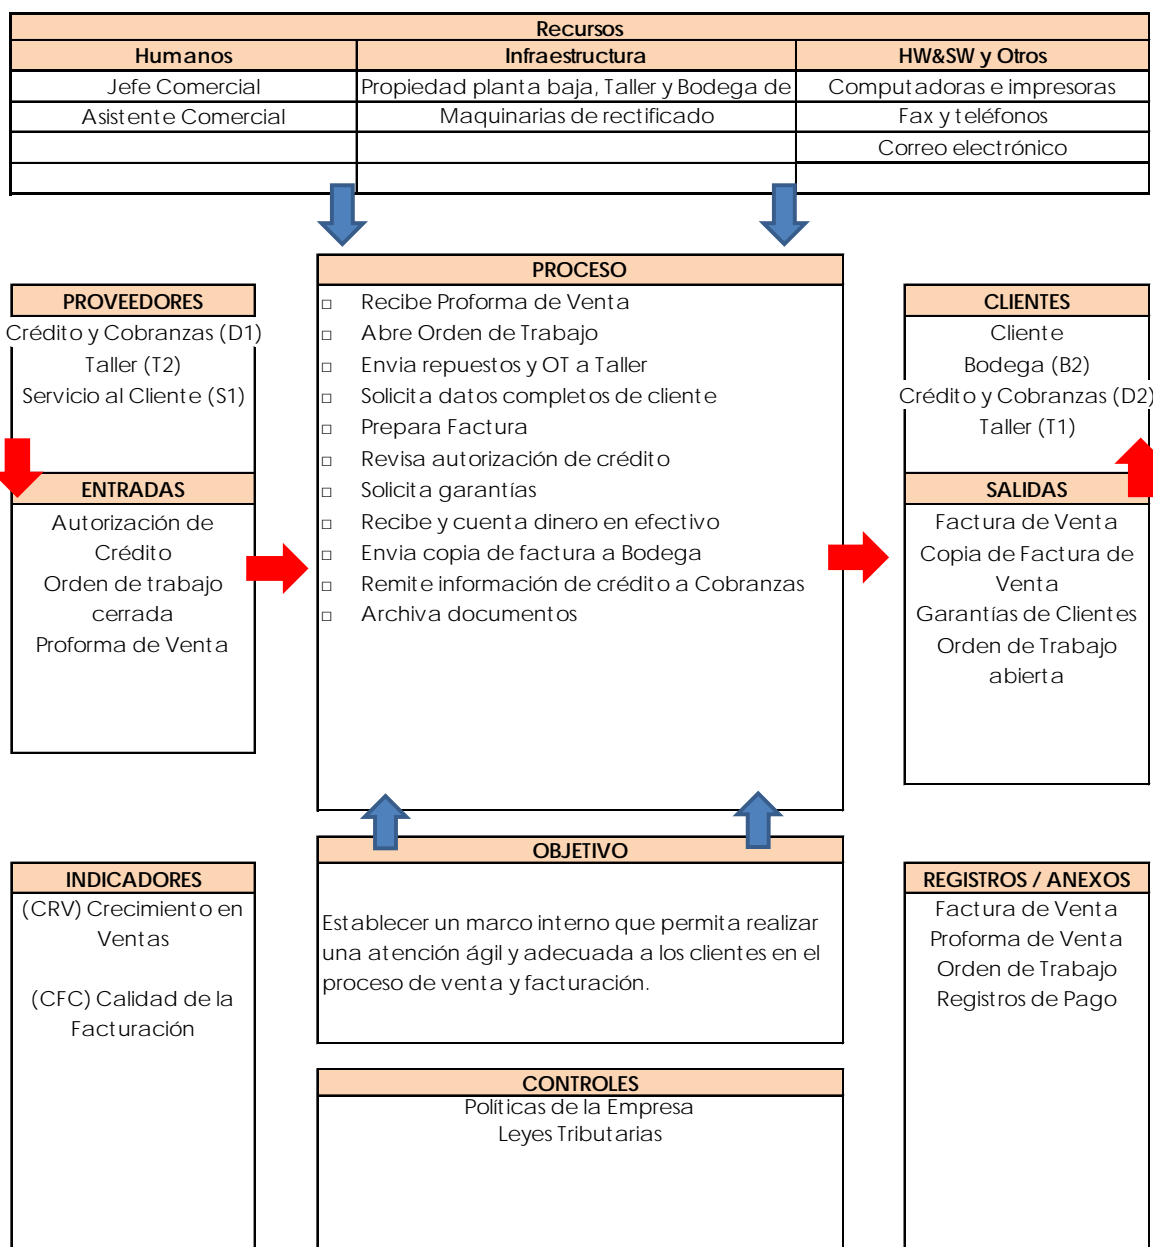 Recursos
Humanos
Infraestructura
HW&SW y Otros
Jefe Comercial
Propiedad planta baja, Taller y Bodega de
Computadoras e impresoras
Asistente Comercial
Maquinarias de rectificado
Fax y teléfonos
Correo electrónico
PROVEEDORES
Crédito y Cobranzas (D1)
Taller (T2)
Servicio al Cliente (S1)
ENTRADAS
Autorización de
Crédito
Orden de trabajo
cerrada
Proforma de Venta
PROCESO
Recibe Proforma de Venta
Abre Orden de Trabajo
Envia repuestos y OT a Taller
Solicita datos completos de cliente
Prepara Factura
Revisa autorización de crédito
Solicita garantías
Recibe y cuenta dinero en efectivo
Envia copia de factura a Bodega
Remite información de crédito a Cobranzas
Archiva documentos
CLIENTES
Cliente
Bodega (B2)
Crédito y Cobranzas (D2)
Taller (T1)
SALIDAS
Factura de Venta
Copia de Factura de
Venta
Garantías de Clientes
Orden de Trabajo
abierta
INDICADORES
(CRV) Crecimiento en
Ventas
(CFC) Calidad de la
Facturación
OBJETIVO
Establecer un marco interno que permita realizar
una atención ágil y adecuada a los clientes en el
proceso de venta y facturación.
CONTROLES
Políticas de la Empresa
Leyes Tributarias
REGISTROS / ANEXOS
Factura de Venta
Proforma de Venta
Orden de Trabajo
Registros de Pago